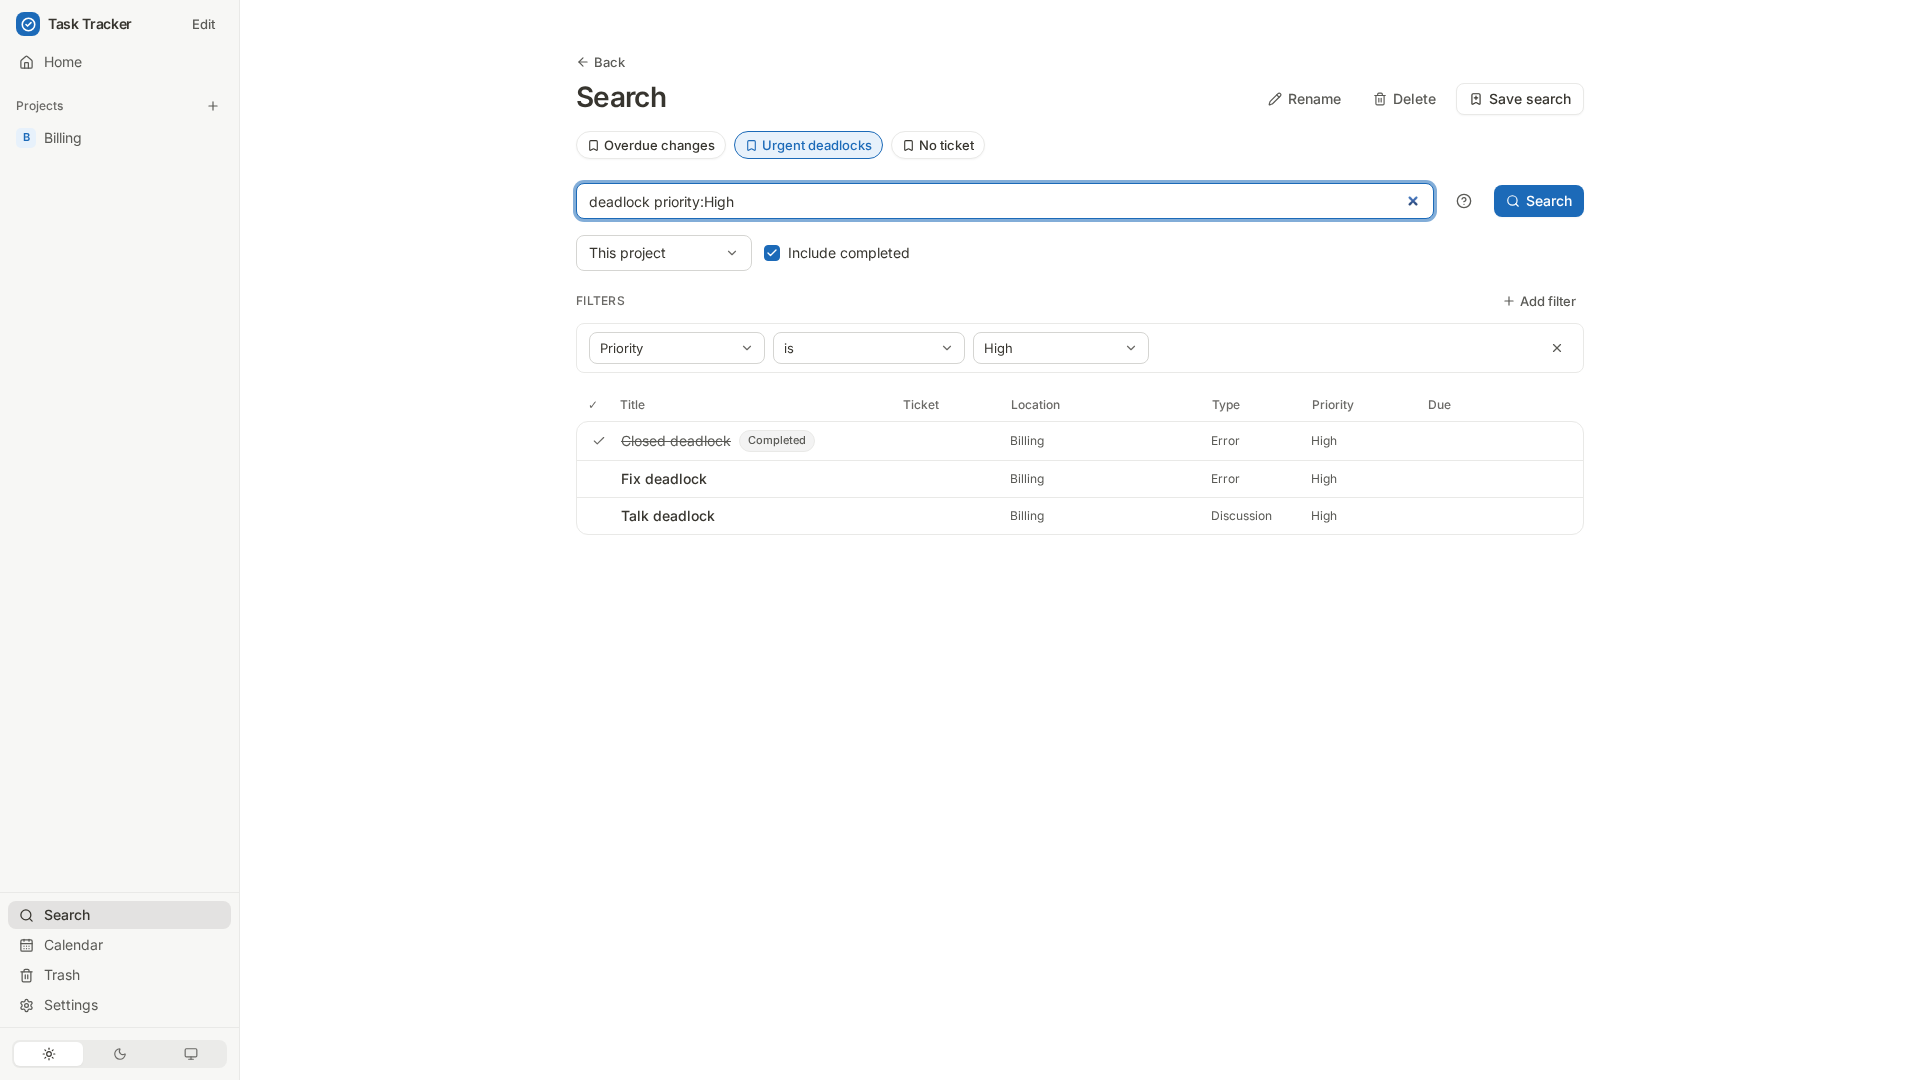 Task Tracker
Edit
Home
Projects
B Billing
Search
Calendar
Trash
Settings
Back
Search
Rename
Delete
Save search
Overdue changes
Urgent deadlocks
No ticket
deadlock priority:High
Search
This project
Include completed
FILTERS
Add filter
Priority
is
High
✓ Title Ticket Location Type Priority Due
Closed deadlock Completed Billing Error High
Fix deadlock Billing Error High
Talk deadlock Billing Discussion High